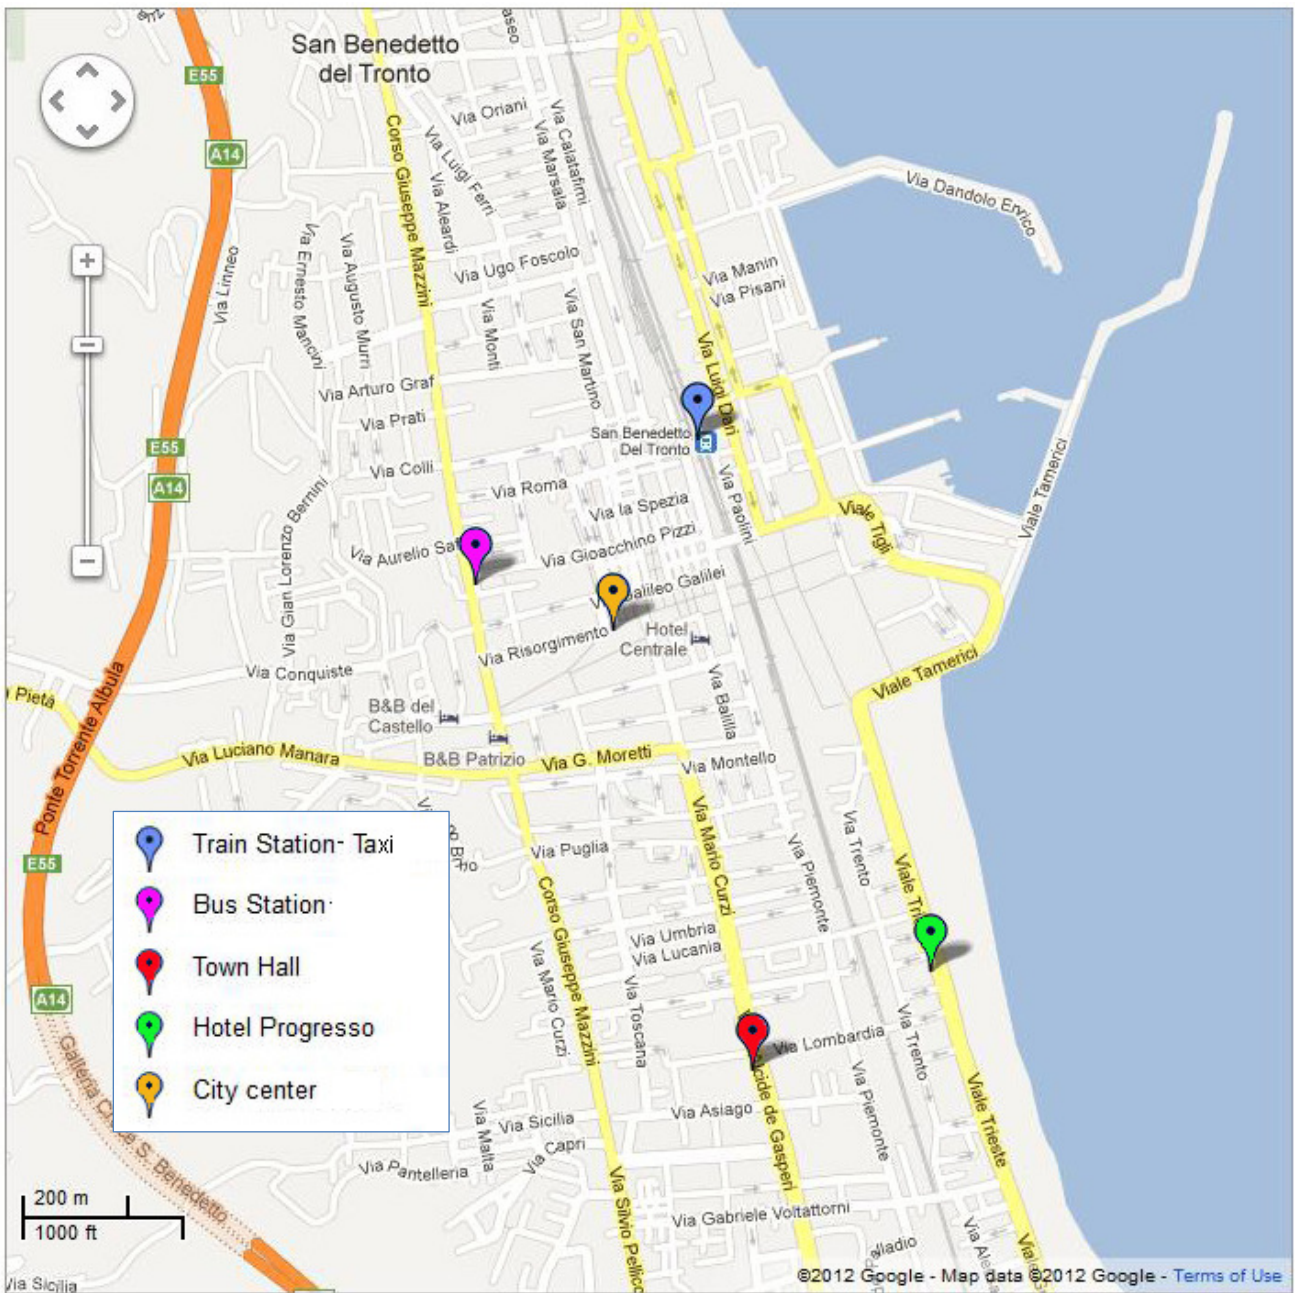 San Benedetto
del Tronto
E55
A14
Via Oriani
Via Calatafimi
Via Marsala
Via Luigi Ferri
Via Aleardi
Corso Giuseppe Mazzini
Via Dandolo Enrico
Via Linneo
Via Ernesto Mancini
Via Augusto Murri
Via Ugo Foscolo
Via Manin
Via Pisani
Via Monti
Via San Martino
Via Luigi Dari
Via Arturo Graf
Via Prati
San Benedetto
Del Tronto
E55
A14
Via Colli
Via Roma
Via la Spezia
Via Paolini
Viale Tigli
Viale Tamerici
Via Gian Lorenzo Bernini
Via Aurelio
Via Gioacchino Pizzi
Galileo Galilei
Via Risorgimento
Hotel
Centrale
Via Conquiste
Viale Tamerici
Pietà
Ponte Torrente Albula
B&B del
Castello
Via Balilla
B&B Patrizio
Via Luciano Manara
Via G. Moretti
Via Montello
Via Mario Curzi
Via Puglia
Via Piemonte
Via Trento
Viale
E55
Train Station- Taxi
Bus Station
Town Hall
Hotel Progresso
City center
Corso Giuseppe Mazzini
Via Umbria
Via Lucania
Via Mario Curzi
Via Toscana
Via Lombardia
Via Trento
A14
Via Asiago
Via Piemonte
Viale Trieste
de Gasperi
Via Sicilia
Via Malta
Via Capri
Via Pantelleria
Via Silvio Pellico
Via Gabriele Voltattorni
S. Benedetto
200 m
1000 ft
Via Sicilia
©2012 Google - Map data ©2012 Google - Terms of Use